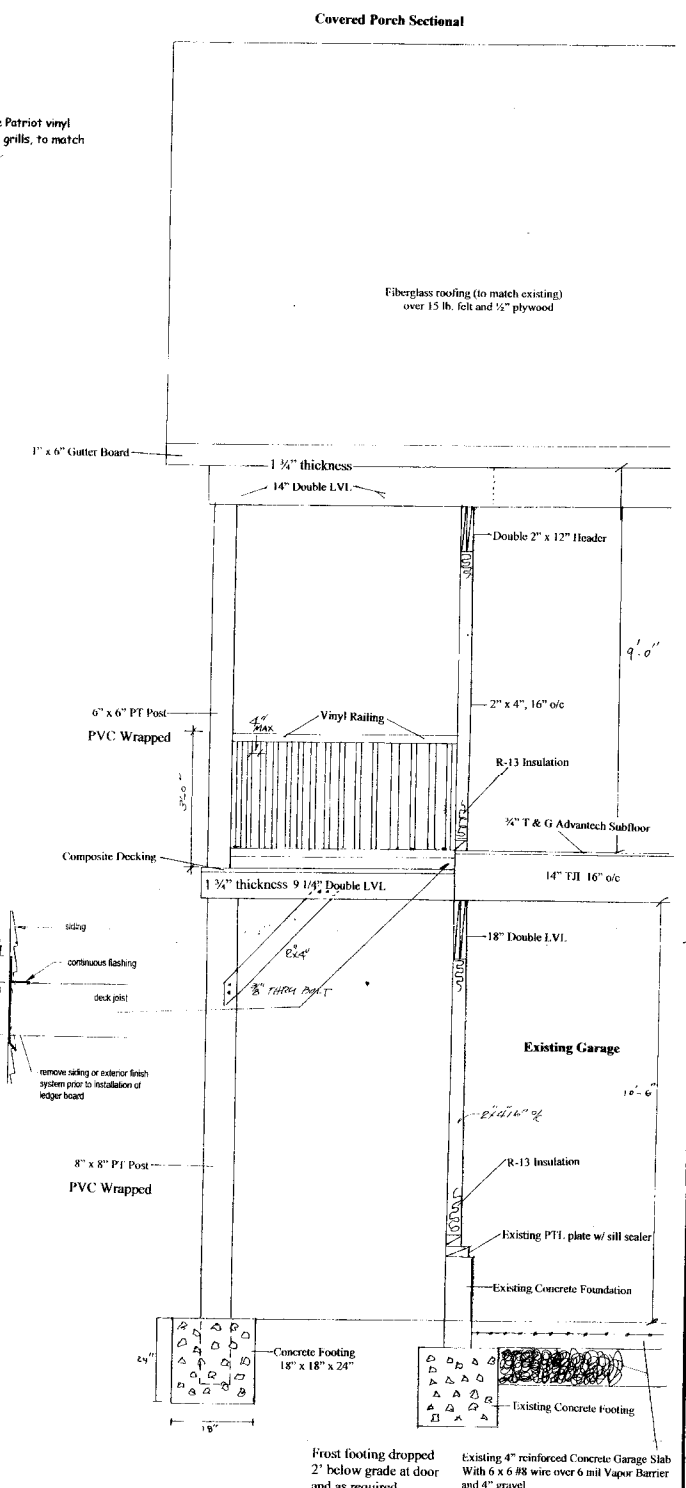 Covered Porch Sectional
Patriot vinyl
grills, to match
Fiberglass roofing (to match existing)
over 15 lb. felt and ½" plywood
1" x 6" Gutter Board
1 ¾" thickness
14" Double LVL
Double 2" x 12" Header
9'-0"
6" x 6" PT Post
PVC Wrapped
4"
MAX
Vinyl Railing
2" x 4", 16" o/c
3'-0"
R-13 Insulation
¾" T & G Advantech Subfloor
Composite Decking
1 ¾" thickness 9 1/4" Double LVL
14" TJI 16" o/c
siding
18" Double LVL
2"x4"
continuous flashing
deck joist
3/8" THRU BOLT
Existing Garage
remove siding or exterior finish
system prior to installation of
ledger board
10'-6"
2"x4" 16" o/c
8" x 8" PT Post
PVC Wrapped
R-13 Insulation
Existing PTL plate w/ sill sealer
Existing Concrete Foundation
24"
Concrete Footing
18" x 18" x 24"
Existing Concrete Footing
18"
Frost footing dropped
2' below grade at door
and as required
Existing 4" reinforced Concrete Garage Slab
With 6 x 6 #8 wire over 6 mil Vapor Barrier
and 4" gravel